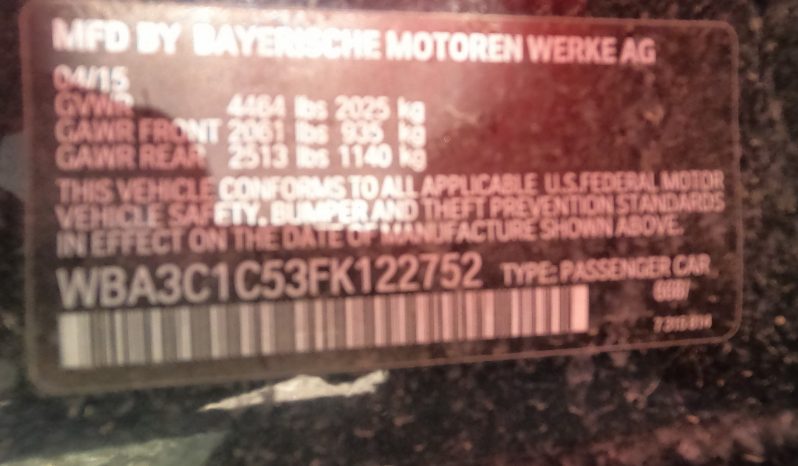 MFD BY BAYERISCHE MOTOREN WERKE AG
04/15
GVWR 4464 lbs 2025 kg
GAWR FRONT 2061 lbs 935 kg
GAWR REAR 2513 lbs 1140 kg
THIS VEHICLE CONFORMS TO ALL APPLICABLE U.S.FEDERAL MOTOR
VEHICLE SAFETY, BUMPER AND THEFT PREVENTION STANDARDS
IN EFFECT ON THE DATE OF MANUFACTURE SHOWN ABOVE.
WBA3C1C53FK122752 TYPE: PASSENGER CAR